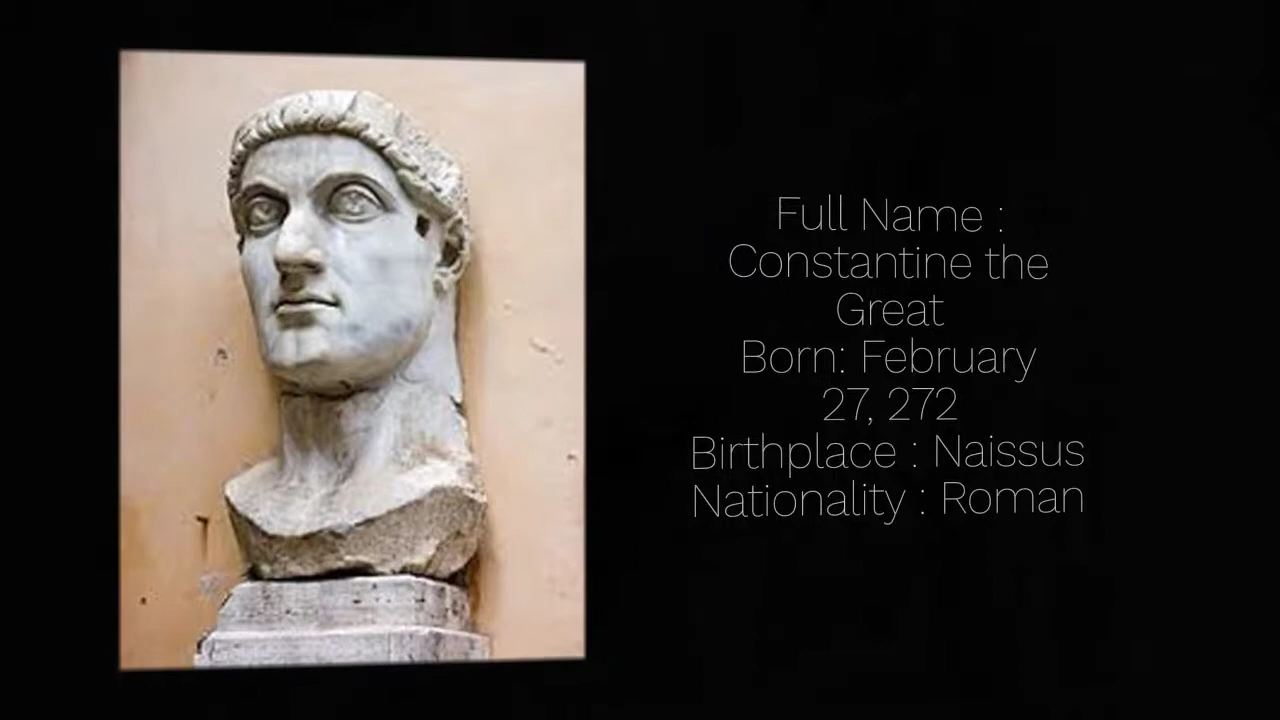 Full Name :
Constantine the
Great
Born: February
27, 272
Birthplace : Naissus
Nationality : Roman